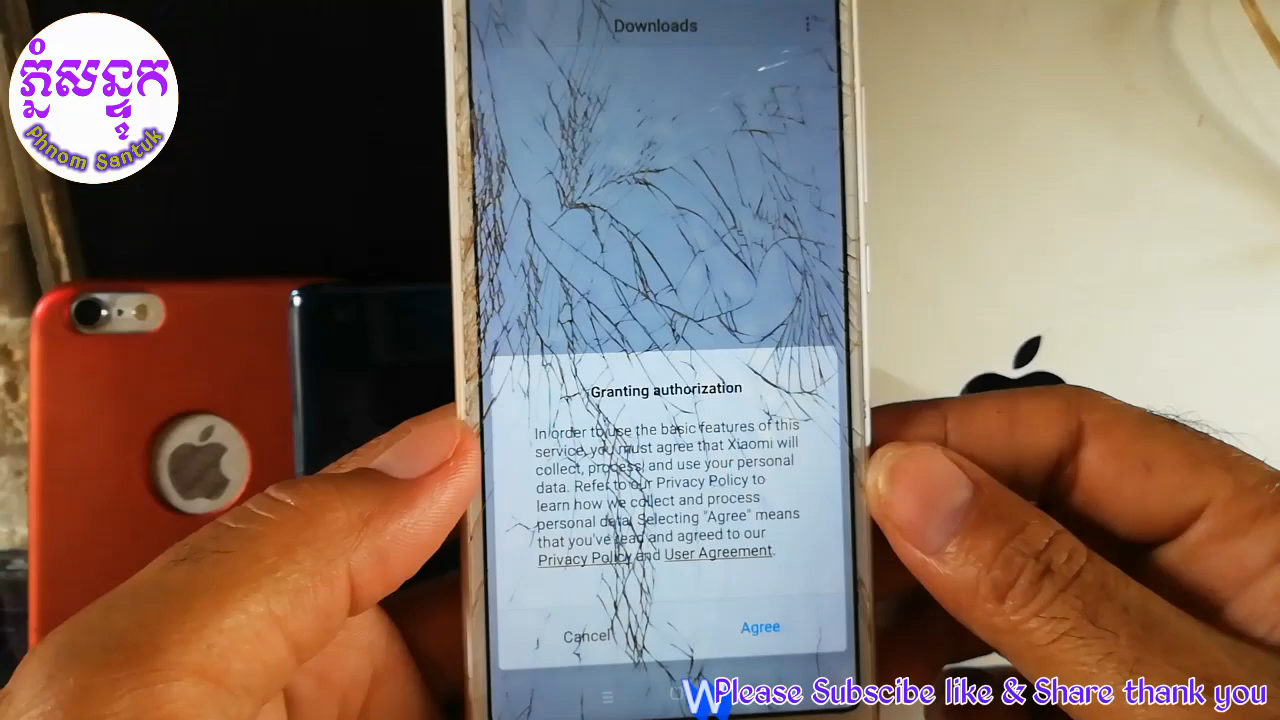 ភ្នំសន្ទុក
Phnom Santuk
Downloads
Granting authorization
In order to use the basic features of this
service, you must agree that Xiaomi will
collect, process, and use your personal
data. Refer to our Privacy Policy to
learn how we collect and process
personal data. Selecting "Agree" means
that you've read and agreed to our
Privacy Policy and User Agreement.
Cancel
Agree
W
Please Subscibe like & Share thank you